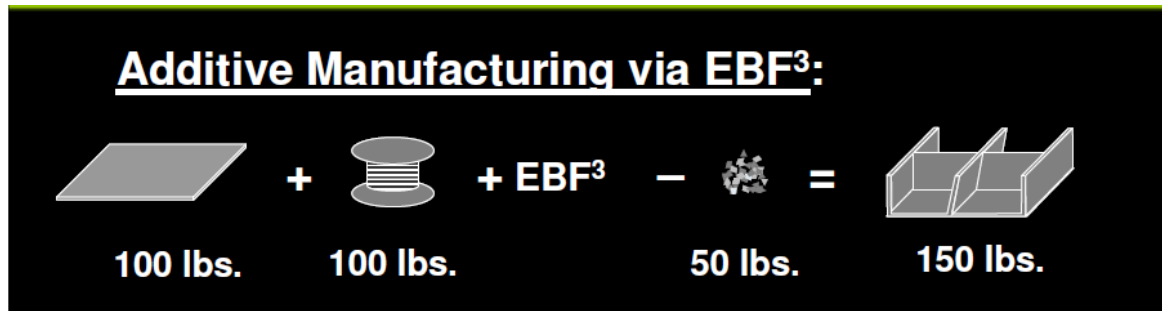 Additive Manufacturing via EBF³:
+ + EBF³ – =
100 lbs. 100 lbs. 50 lbs. 150 lbs.